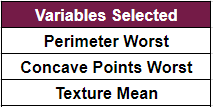 Variables Selected
Perimeter Worst
Concave Points Worst
Texture Mean